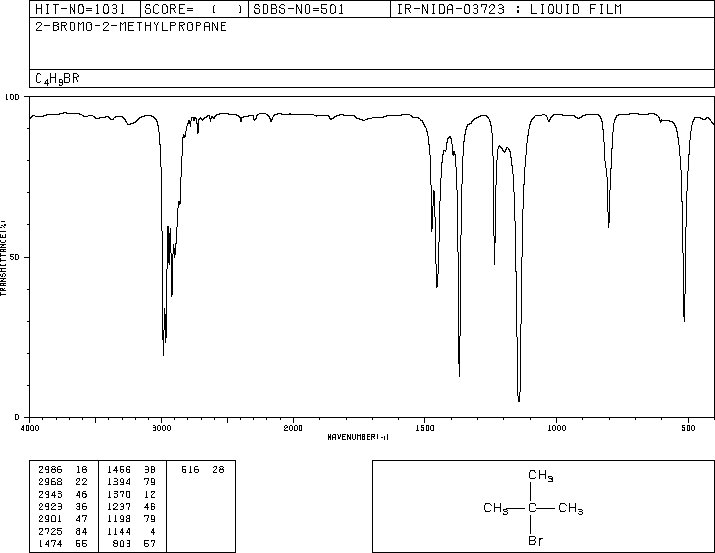 HIT-NO=1031 SCORE= ( ) SDBS-NO=501 IR-NIDA-03723 : LIQUID FILM
2-BROMO-2-METHYLPROPANE
C4H9BR
100
50
0
TRANSMITTANCE(%)
4000 3000 2000 1500 1000 500
WAVENUMBER(-1)
2986 18 1456 38 516 28
2968 22 1394 79
2943 46 1370 12
2923 36 1237 46
2901 47 1198 79
2725 84 1144 4
1474 55 803 57
CH3
CH3 C CH3
Br